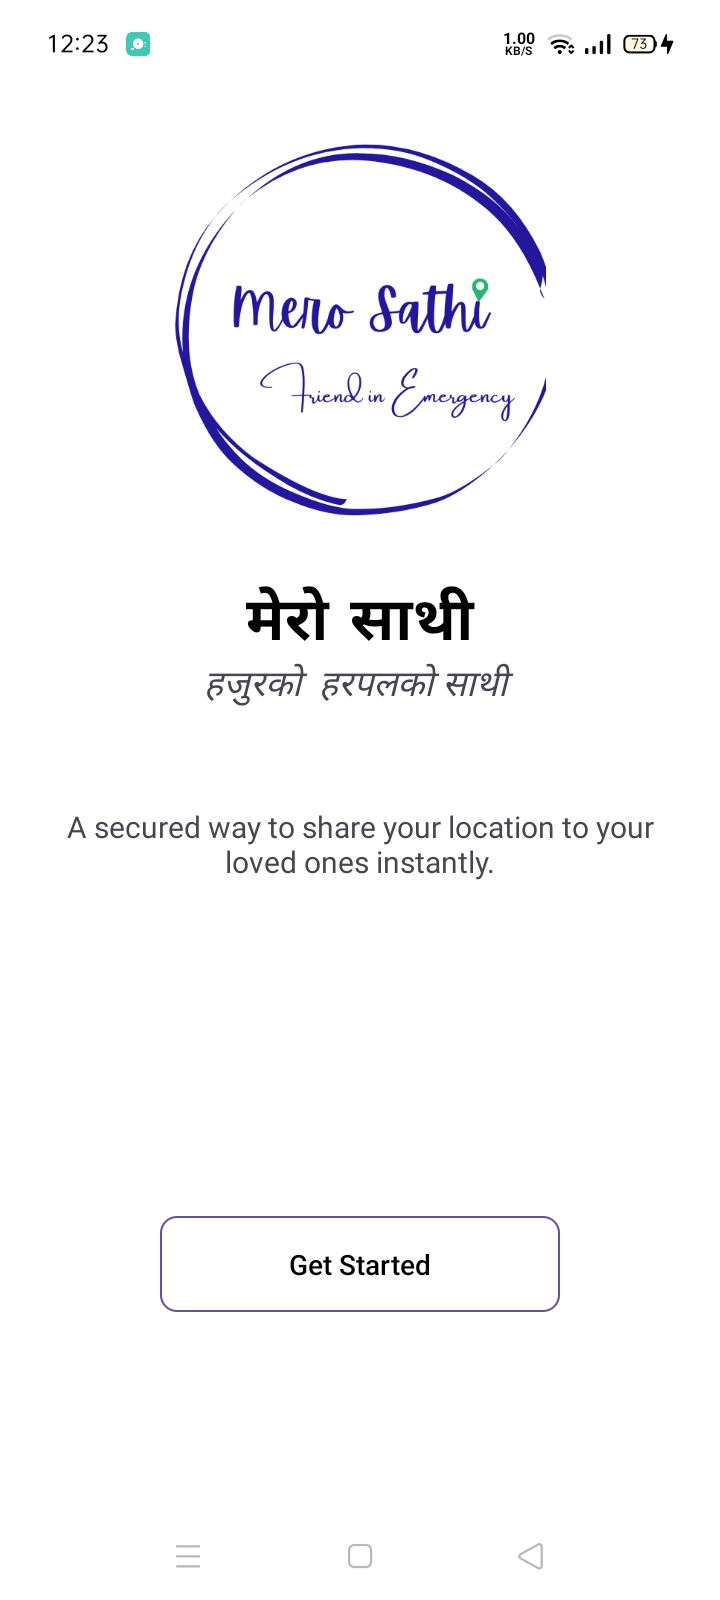 12:23
1.00
KB/S
73
Mero Sathi
Friend in Emergency
मेरो साथी
हजुरको हरपलको साथी
A secured way to share your location to your
loved ones instantly.
Get Started